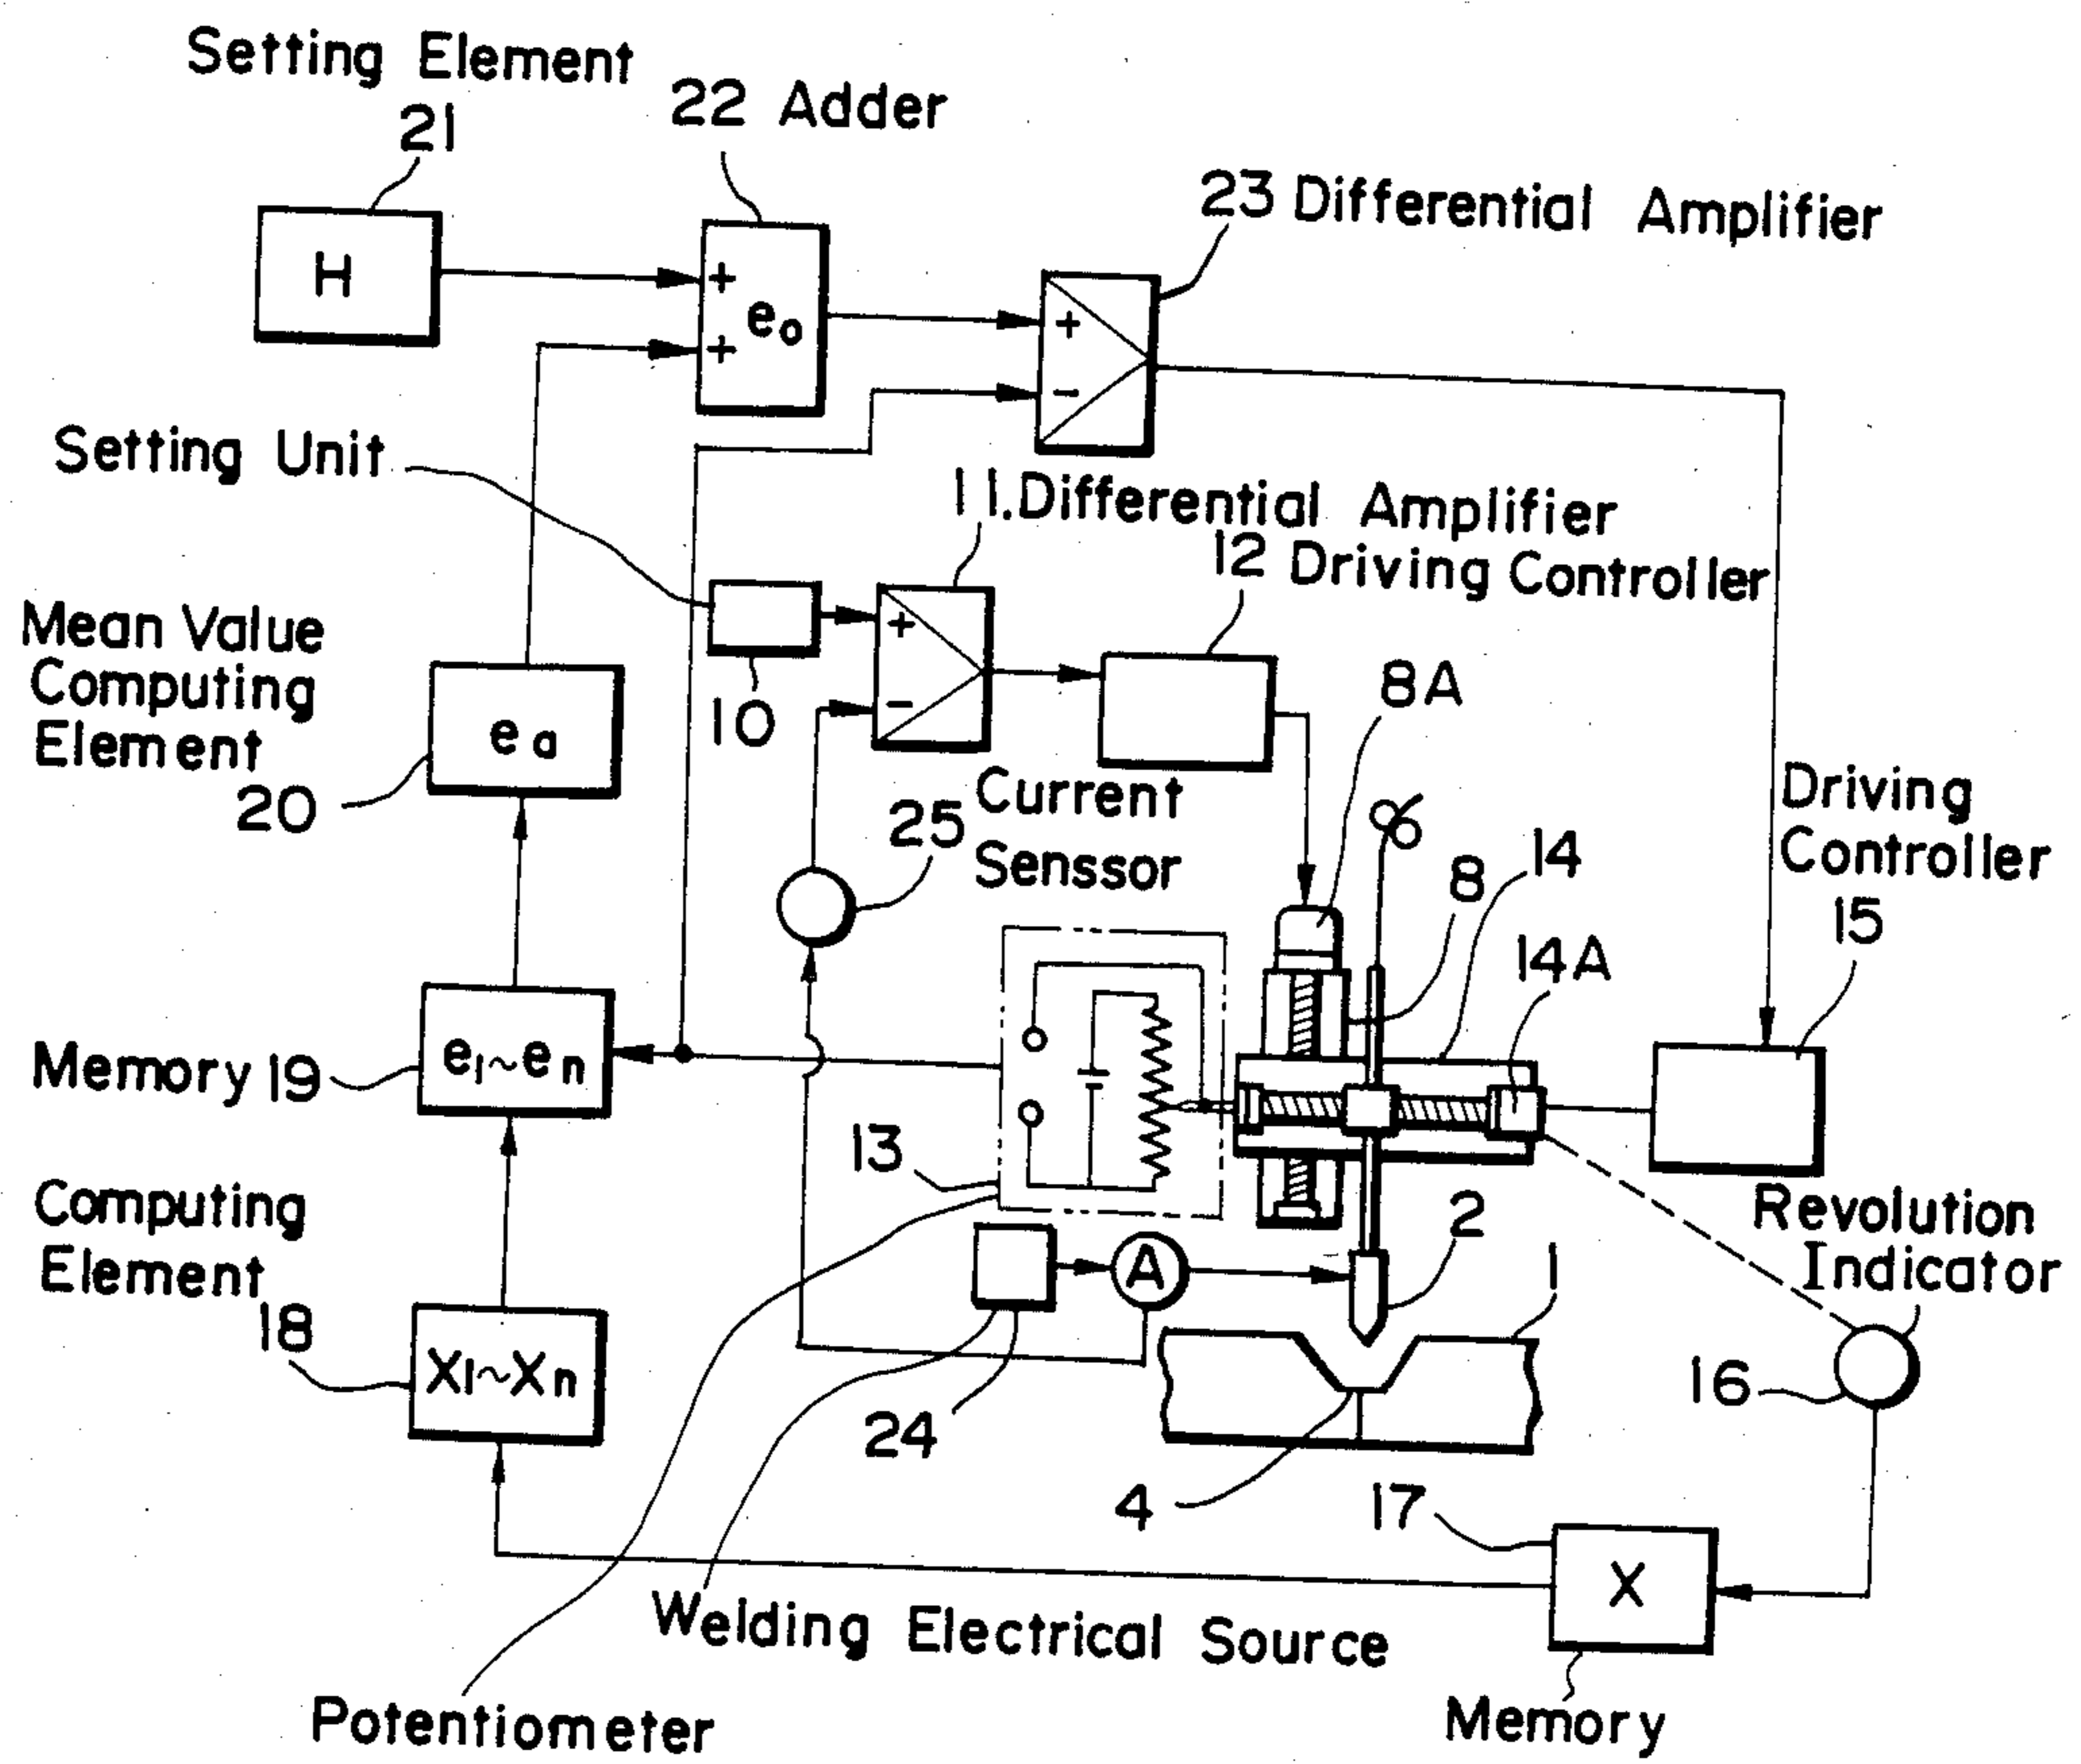 Setting Element
21
22 Adder
23 Differential Amplifier
H
+
+
eo
+
-
Setting Unit
11. Differential Amplifier
12 Driving Controller
Mean Value
Computing
Element
20
ea
10
+
-
8A
25 Current
Senssor
8
14
14A
Driving
Controller
15
Memory 19
e1~en
13
Computing
Element
18
X1~Xn
A
2
1
Revolution
Indicator
16
24
4
17
X
Welding Electrical Source
Potentiometer
Memory